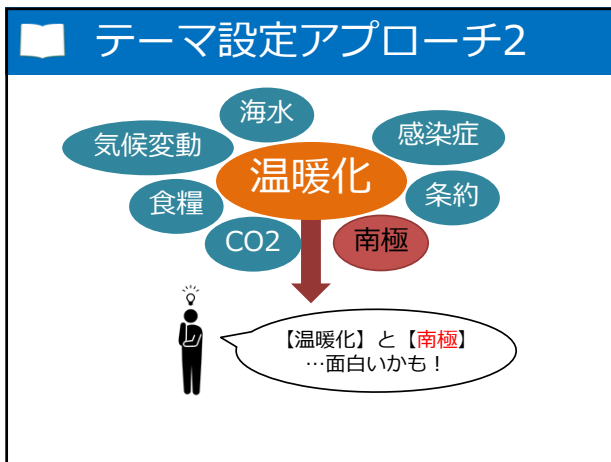 テーマ設定アプローチ2
海水
気候変動
感染症
温暖化
食糧
条約
CO2
南極
【温暖化】と【南極】
…面白いかも！